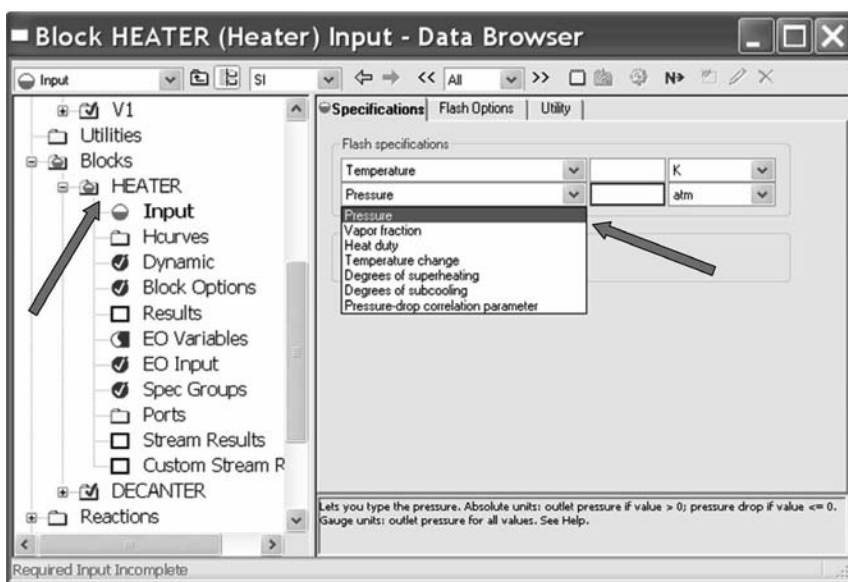 Block HEATER (Heater) Input - Data Browser
Input SI << All >> N>
V1
Utilities
Blocks
HEATER
Input
Hcurves
Dynamic
Block Options
Results
EO Variables
EO Input
Spec Groups
Ports
Stream Results
Custom Stream R
DECANTER
Reactions
Specifications Flash Options Utility
Flash specifications
Temperature K
Pressure atm
Pressure
Vapor fraction
Heat duty
Temperature change
Degrees of superheating
Degrees of subcooling
Pressure-drop correlation parameter
Lets you type the pressure. Absolute units: outlet pressure if value > 0; pressure drop if value <= 0.
Gauge units: outlet pressure for all values. See Help.
Required Input Incomplete